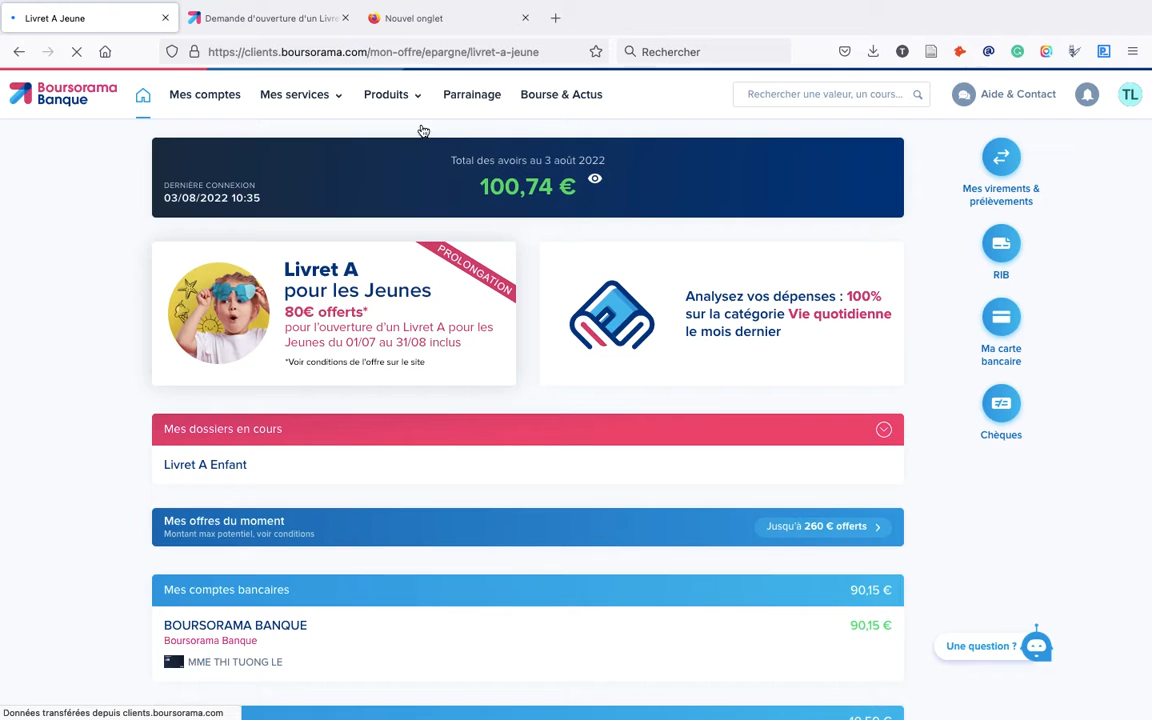 Livret A Jeune
Demande d'ouverture d'un Livre
Nouvel onglet
https://clients.boursorama.com/mon-offre/epargne/livret-a-jeune
Rechercher
Boursorama
Banque
Mes comptes
Mes services
Produits
Parrainage
Bourse & Actus
Rechercher une valeur, un cours...
Aide & Contact
TL
Total des avoirs au 3 août 2022
100,74 €
DERNIÈRE CONNEXION
03/08/2022 10:35
Mes virements &
prélèvements
RIB
Ma carte
bancaire
Chèques
PROLONGATION
Livret A
pour les Jeunes
80€ offerts*
pour l'ouverture d'un Livret A pour les
Jeunes du 01/07 au 31/08 inclus
*Voir conditions de l'offre sur le site
Analysez vos dépenses : 100%
sur la catégorie Vie quotidienne
le mois dernier
Mes dossiers en cours
Livret A Enfant
Mes offres du moment
Montant max potentiel, voir conditions
Jusqu'à 260 € offerts
Mes comptes bancaires
90,15 €
BOURSORAMA BANQUE
90,15 €
Boursorama Banque
MME THI TUONG LE
Une question ?
Données transférées depuis clients.boursorama.com